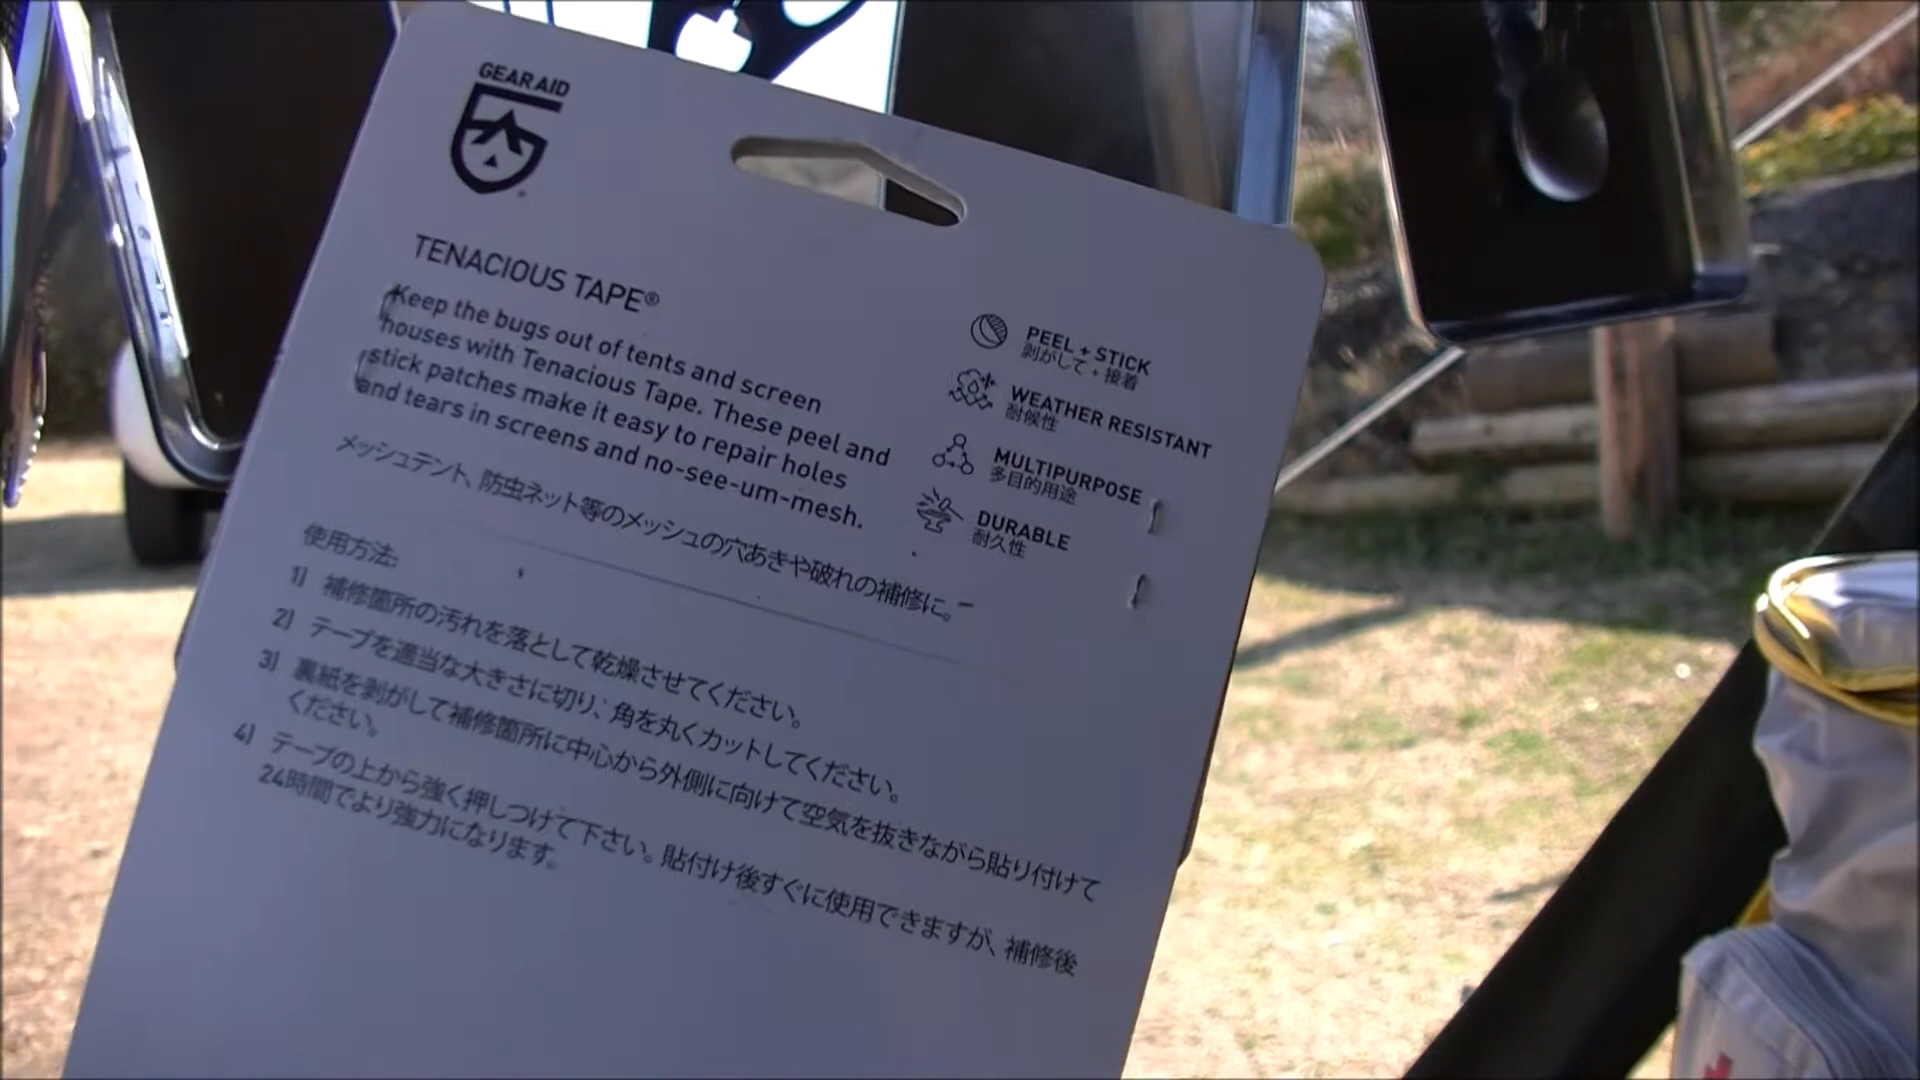 GEAR AID
TENACIOUS TAPE®
Keep the bugs out of tents and screen
houses with Tenacious Tape. These peel and
stick patches make it easy to repair holes
and tears in screens and no-see-um-mesh.
メッシュテント、防虫ネット等のメッシュの穴あきや破れの補修に。
PEEL + STICK
剥がして・接着
WEATHER RESISTANT
耐候性
MULTIPURPOSE
多目的用途
DURABLE
耐久性
使用方法:
1) 補修箇所の汚れを落として乾燥させてください。
2) テープを適当な大きさに切り、角を丸くカットしてください。
3) 裏紙を剥がして補修箇所に中心から外側に向けて空気を抜きながら貼り付けて
ください。
4) テープの上から強く押しつけて下さい。貼付け後すぐに使用できますが、補修後
24時間でより強力になります。